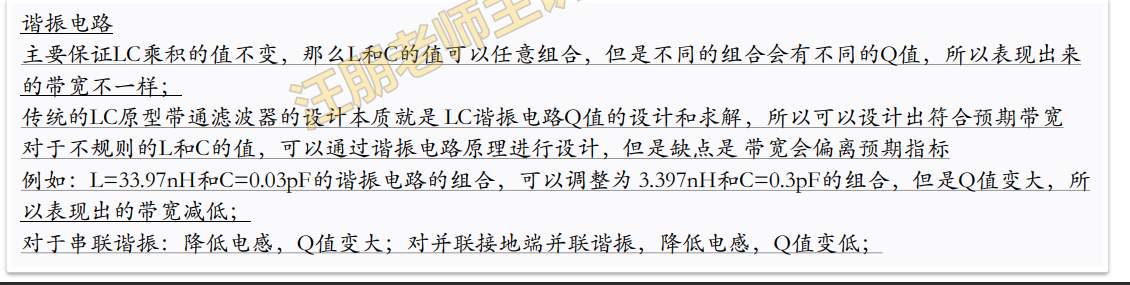 谐振电路
主要保证LC乘积的值不变，那么L和C的值可以任意组合，但是不同的组合会有不同的Q值，所以表现出来
的带宽不一样；
传统的LC原型带通滤波器的设计本质就是 LC谐振电路Q值的设计和求解，所以可以设计出符合预期带宽
对于不规则的L和C的值，可以通过谐振电路原理进行设计，但是缺点是 带宽会偏离预期指标
例如：L=33.97nH和C=0.03pF的谐振电路的组合，可以调整为 3.397nH和C=0.3pF的组合，但是Q值变大，所
以表现出的带宽减低；
对于串联谐振：降低电感，Q值变大；对并联接地端并联谐振，降低电感，Q值变低；
汪朋老师主讲